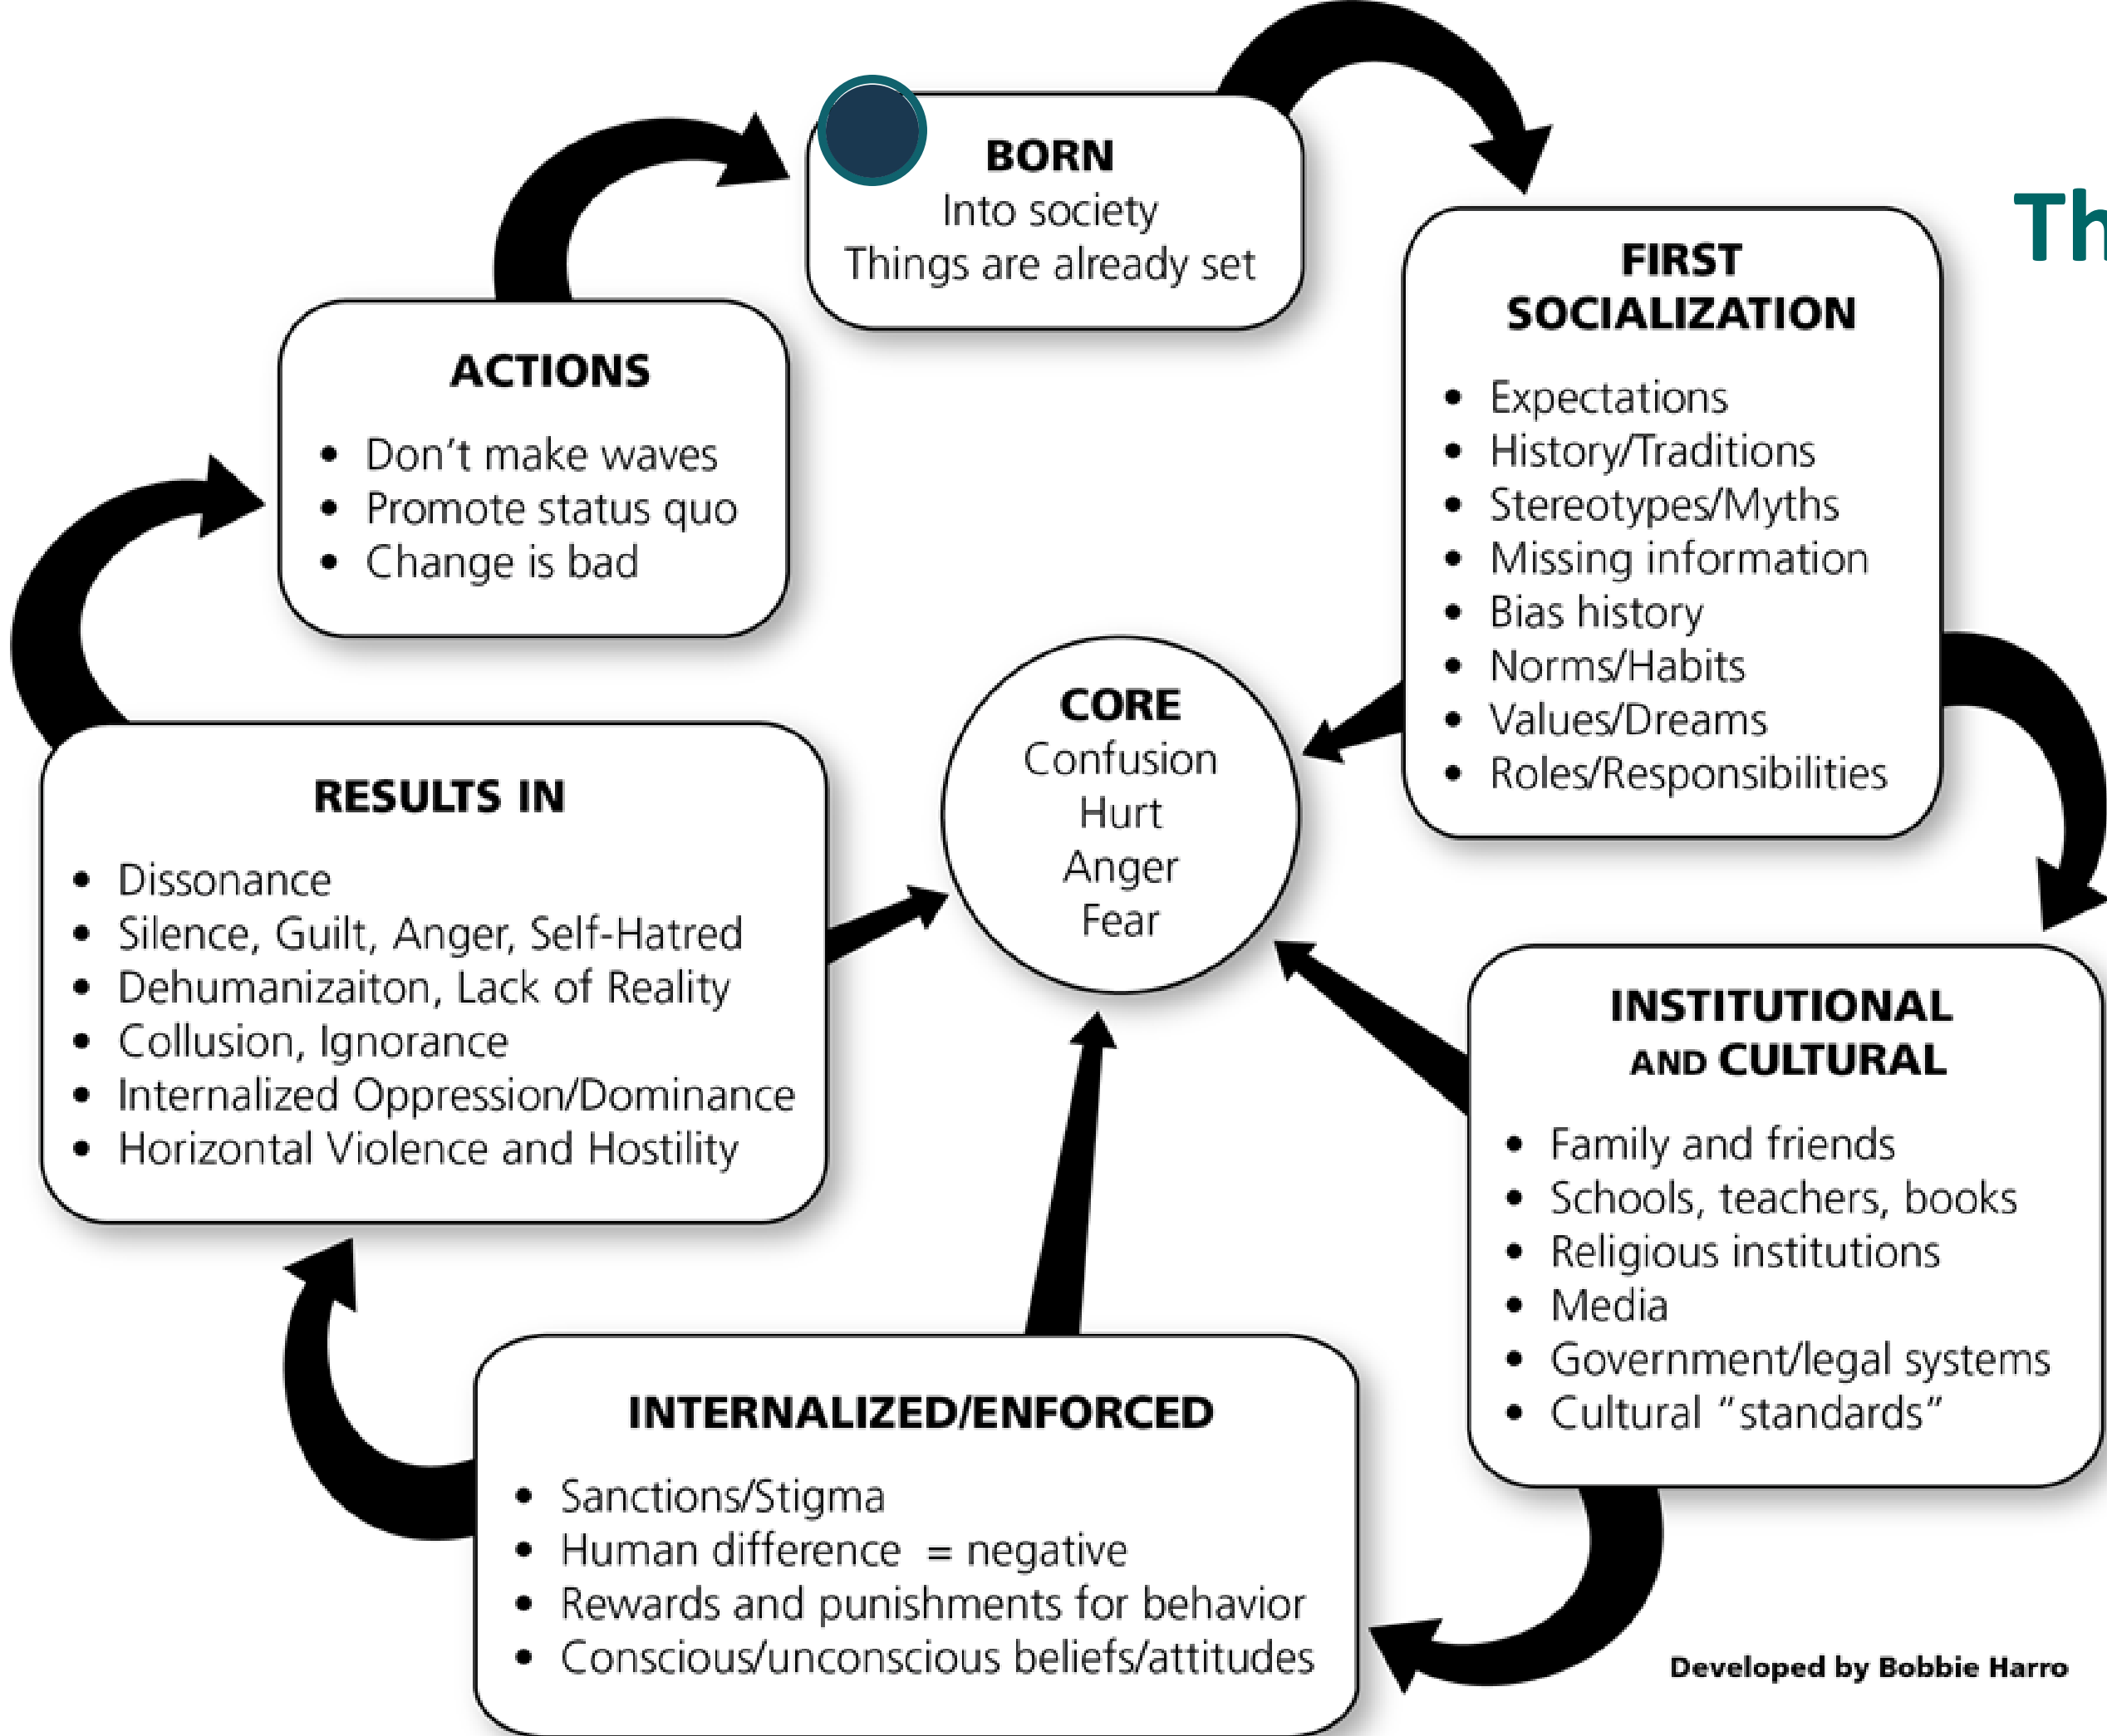 BORN
Into society
Things are already set
Th
FIRST
SOCIALIZATION
• Expectations
• History/Traditions
• Stereotypes/Myths
• Missing information
• Bias history
• Norms/Habits
• Values/Dreams
• Roles/Responsibilities
ACTIONS
• Don’t make waves
• Promote status quo
• Change is bad
CORE
Confusion
Hurt
Anger
Fear
RESULTS IN
• Dissonance
• Silence, Guilt, Anger, Self-Hatred
• Dehumanizaiton, Lack of Reality
• Collusion, Ignorance
• Internalized Oppression/Dominance
• Horizontal Violence and Hostility
INSTITUTIONAL
AND CULTURAL
• Family and friends
• Schools, teachers, books
• Religious institutions
• Media
• Government/legal systems
• Cultural “standards”
INTERNALIZED/ENFORCED
• Sanctions/Stigma
• Human difference = negative
• Rewards and punishments for behavior
• Conscious/unconscious beliefs/attitudes
Developed by Bobbie Harro